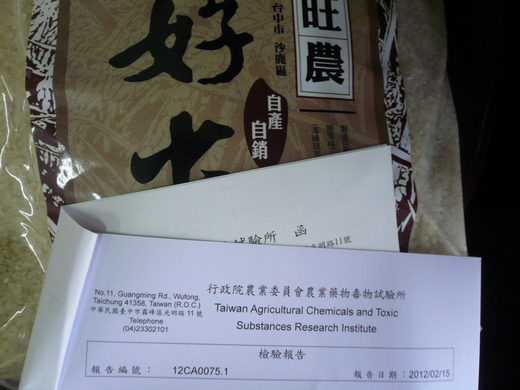 旺農
台中市 沙鹿區
好
自產
自銷
試驗所 函
明路11號
No.11, Guangming Rd., Wufong,
Taichung 41358, Taiwan (R.O.C.)
中華民國臺中市霧峰區光明路 11 號
Telephone
(04)23302101
行政院農業委員會農業藥物毒物試驗所
Taiwan Agricultural Chemicals and Toxic
Substances Research Institute
檢驗報告
報告編號： 12CA0075.1
報告日期：2012/02/15